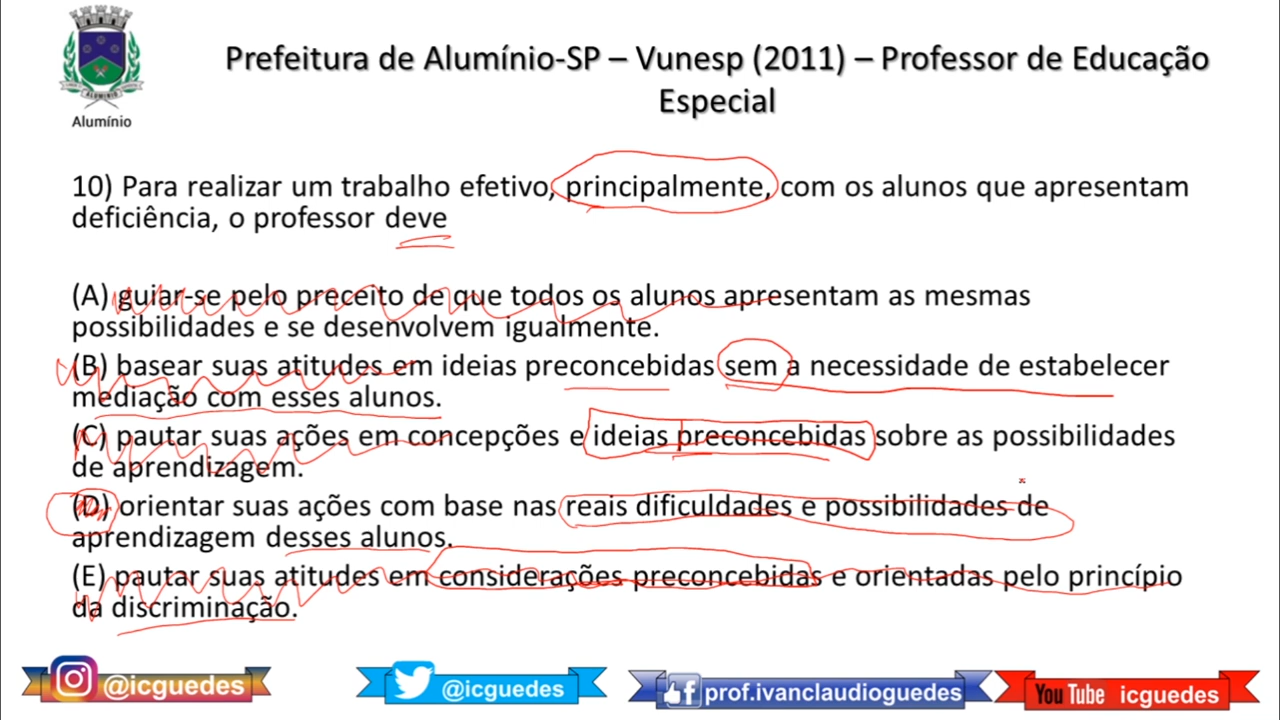 Prefeitura de Alumínio-SP – Vunesp (2011) – Professor de Educação
Especial
Alumínio
10) Para realizar um trabalho efetivo, principalmente, com os alunos que apresentam
deficiência, o professor deve
(A) guiar-se pelo preceito de que todos os alunos apresentam as mesmas
possibilidades e se desenvolvem igualmente.
(B) basear suas atitudes em ideias preconcebidas sem a necessidade de estabelecer
mediação com esses alunos.
(C) pautar suas ações em concepções e ideias preconcebidas sobre as possibilidades
de aprendizagem.
(D) orientar suas ações com base nas reais dificuldades e possibilidades de
aprendizagem desses alunos.
(E) pautar suas atitudes em considerações preconcebidas e orientadas pelo princípio
da discriminação.
@icguedes
@icguedes
prof.ivanclaudioguedes
You Tube icguedes